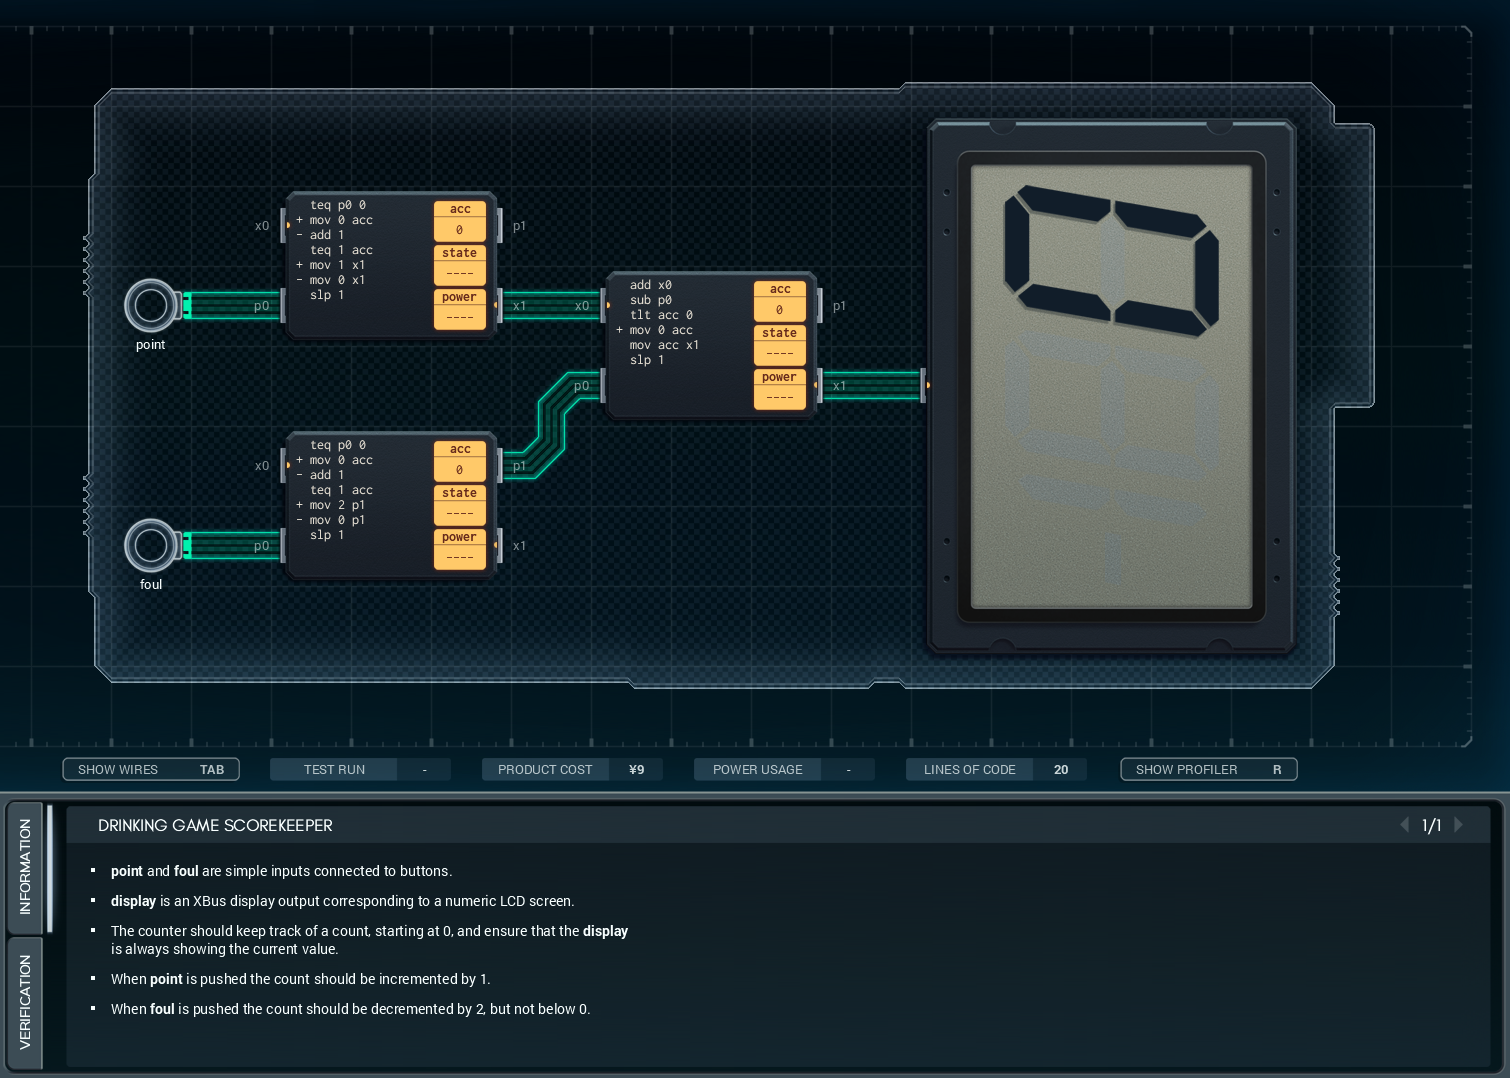 x0
teq p0 0
+ mov 0 acc
- add 1
teq 1 acc
+ mov 1 x1
- mov 0 x1
slp 1
acc
0
state
----
power
----
p1
p0
x1
point
x0
add x0
sub p0
tlt acc 0
+ mov 0 acc
mov acc x1
slp 1
acc
0
state
----
power
----
p1
p0
x1
x0
teq p0 0
+ mov 0 acc
- add 1
teq 1 acc
+ mov 2 p1
- mov 0 p1
slp 1
acc
0
state
----
power
----
p1
p0
x1
foul
0
SHOW WIRES TAB
TEST RUN -
PRODUCT COST ¥9
POWER USAGE -
LINES OF CODE 20
SHOW PROFILER R
INFORMATION
VERIFICATION
DRINKING GAME SCOREKEEPER
1/1
▪ point and foul are simple inputs connected to buttons.
▪ display is an XBus display output corresponding to a numeric LCD screen.
▪ The counter should keep track of a count, starting at 0, and ensure that the display
is always showing the current value.
▪ When point is pushed the count should be incremented by 1.
▪ When foul is pushed the count should be decremented by 2, but not below 0.